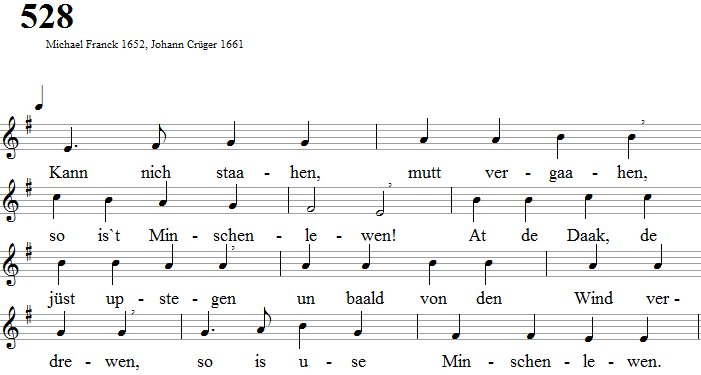 528
Michael Franck 1652, Johann Crüger 1661
Kann nich staa - hen, mutt ver - gaa - hen,
so is`t Min - schen - le - wen! At de Daak, de
jüst up - ste - gen un baald von den Wind ver -
dre - wen, so is u - se Min - schen - le - wen.